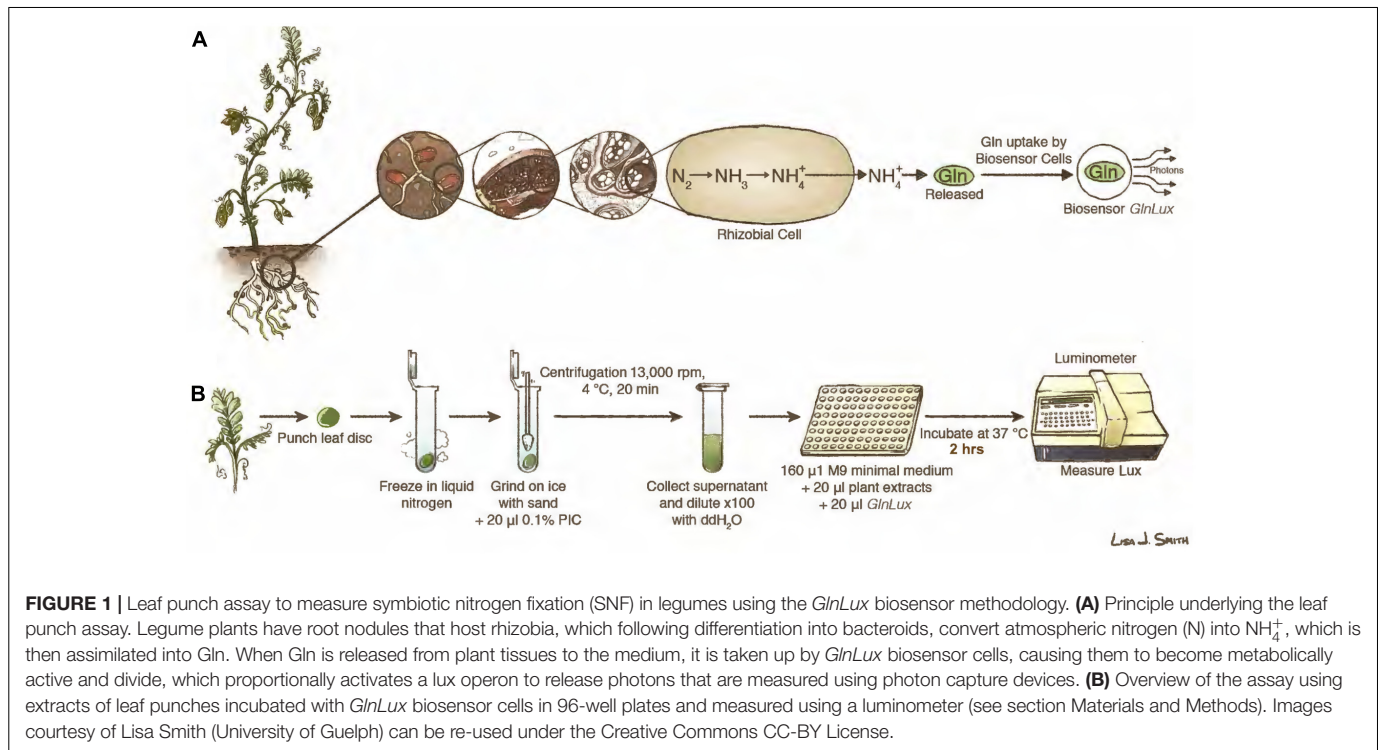 A
N2 → NH3 → NH4+ → NH4+ → Gln
Released
Gln uptake by
Biosensor Cells
Gln
Photons
Biosensor GlnLux
Rhizobial Cell
B
Punch leaf disc
Freeze in liquid
nitrogen
Grind on ice
with sand
+ 20 µl 0.1% PIC
Centrifugation 13,000 rpm,
4 °C, 20 min
Collect supernatant
and dilute x100
with ddH2O
160 µ1 M9 minimal medium
+ 20 µl plant extracts
+ 20 µl GlnLux
Incubate at 37 °C
2 hrs
Luminometer
Measure Lux
LISA J. SMITH
FIGURE 1 | Leaf punch assay to measure symbiotic nitrogen fixation (SNF) in legumes using the GlnLux biosensor methodology. (A) Principle underlying the leaf
punch assay. Legume plants have root nodules that host rhizobia, which following differentiation into bacteroids, convert atmospheric nitrogen (N) into NH4+, which is
then assimilated into Gln. When Gln is released from plant tissues to the medium, it is taken up by GlnLux biosensor cells, causing them to become metabolically
active and divide, which proportionally activates a lux operon to release photons that are measured using photon capture devices. (B) Overview of the assay using
extracts of leaf punches incubated with GlnLux biosensor cells in 96-well plates and measured using a luminometer (see section Materials and Methods). Images
courtesy of Lisa Smith (University of Guelph) can be re-used under the Creative Commons CC-BY License.